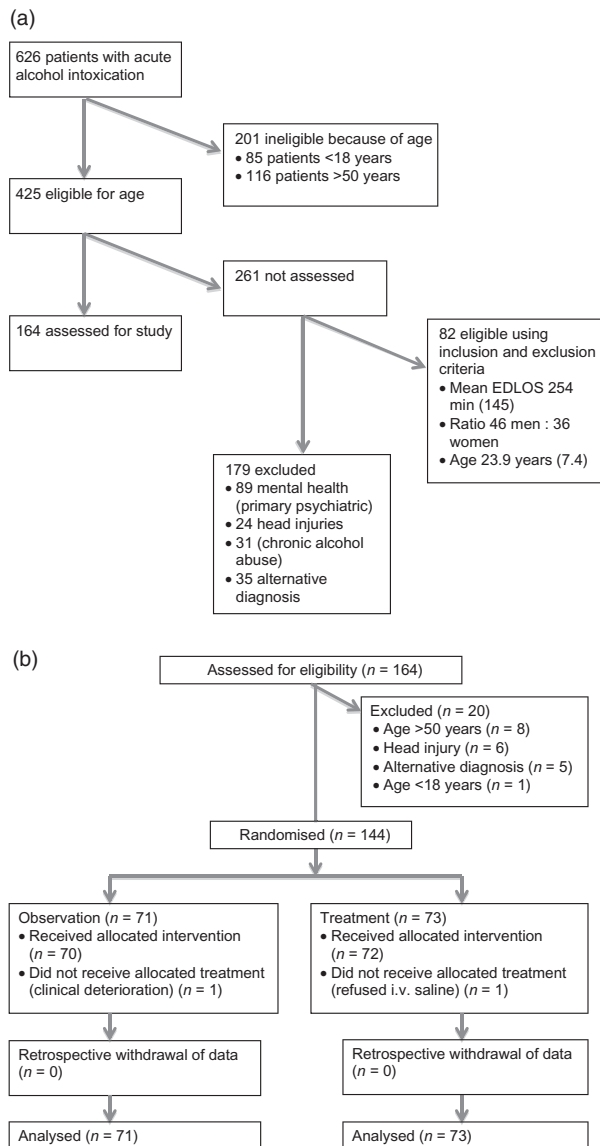 (a)
626 patients with acute
alcohol intoxication
201 ineligible because of age
• 85 patients <18 years
• 116 patients >50 years
425 eligible for age
261 not assessed
164 assessed for study
82 eligible using
inclusion and exclusion
criteria
• Mean EDLOS 254
min (145)
• Ratio 46 men : 36
women
• Age 23.9 years (7.4)
179 excluded
• 89 mental health
(primary psychiatric)
• 24 head injuries
• 31 (chronic alcohol
abuse)
• 35 alternative
diagnosis
(b)
Assessed for eligibility (n = 164)
Excluded (n = 20)
• Age >50 years (n = 8)
• Head injury (n = 6)
• Alternative diagnosis (n = 5)
• Age <18 years (n = 1)
Randomised (n = 144)
Observation (n = 71)
• Received allocated intervention
(n = 70)
• Did not receive allocated treatment
(clinical deterioration) (n = 1)
Treatment (n = 73)
• Received allocated intervention
(n = 72)
• Did not receive allocated treatment
(refused i.v. saline) (n = 1)
Retrospective withdrawal of data
(n = 0)
Retrospective withdrawal of data
(n = 0)
Analysed (n = 71)
Analysed (n = 73)